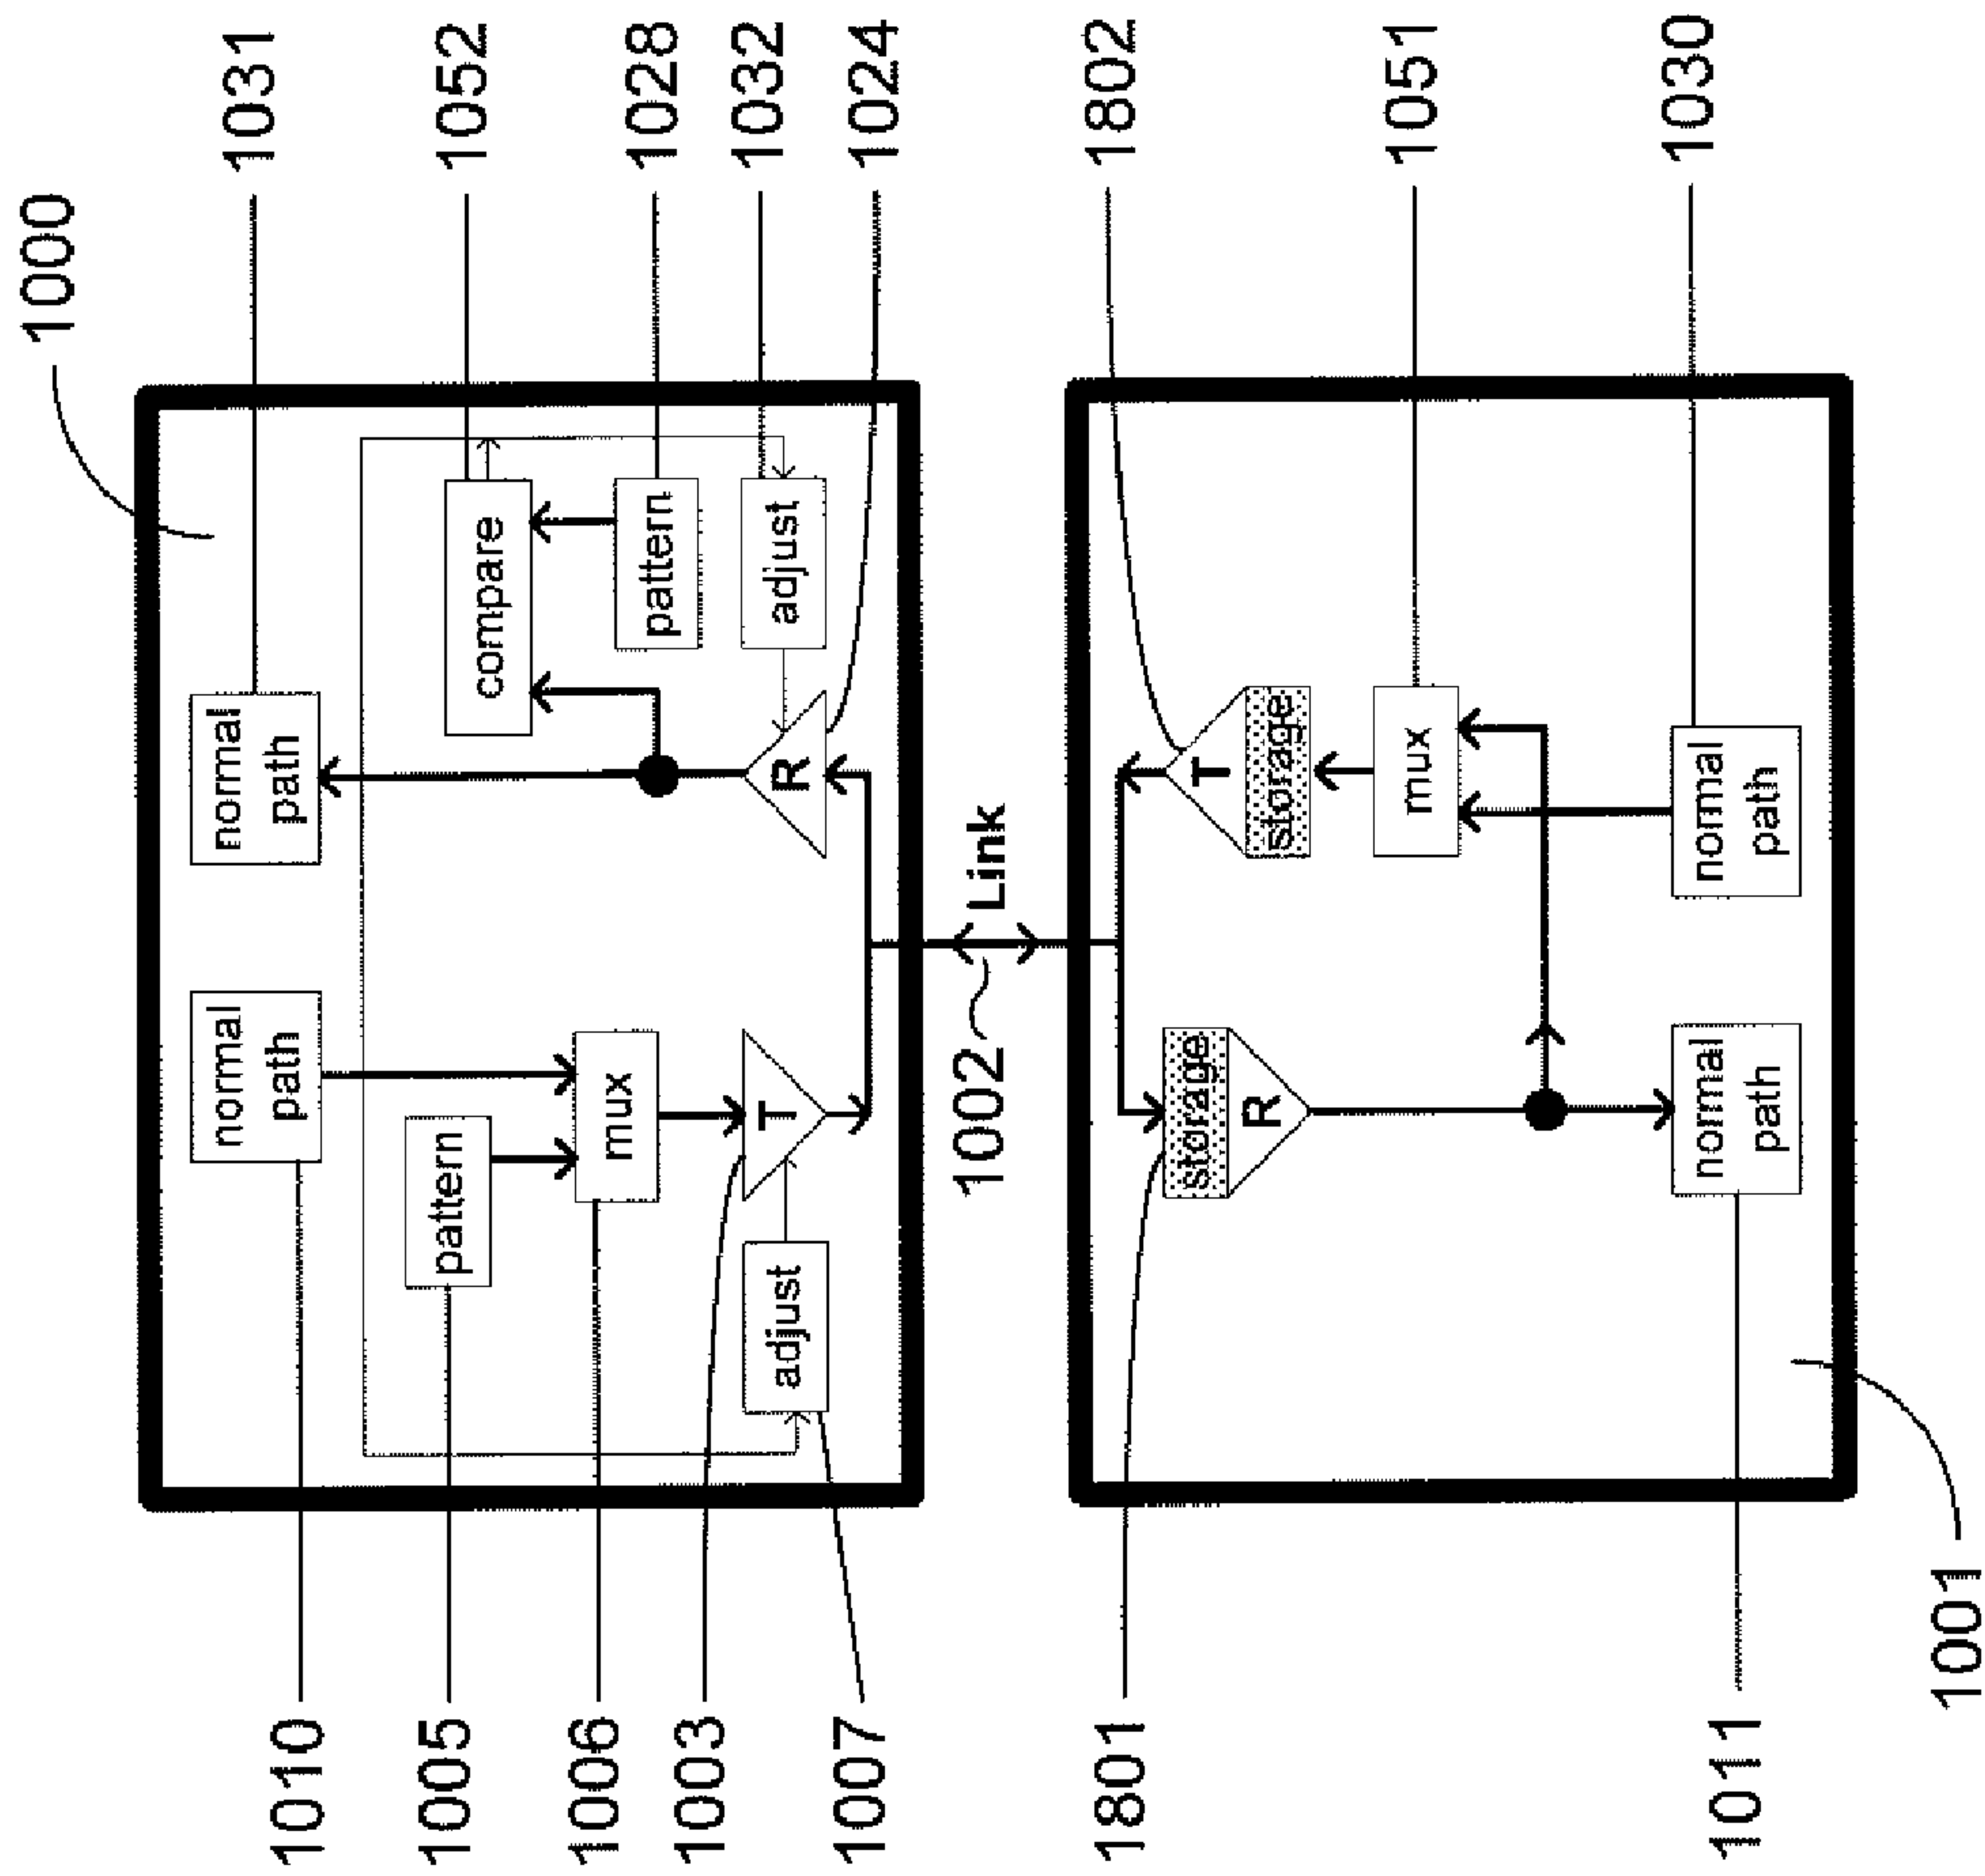 1000
1031
1052
1028
1032
1024
1802
1051
1030
normal
path
compare
pattern
adjust
R
normal
path
pattern
mux
T
adjust
Link
1002
T
storage
mux
normal
path
storage
R
normal
path
1010
1005
1006
1003
1007
1801
1011
1001